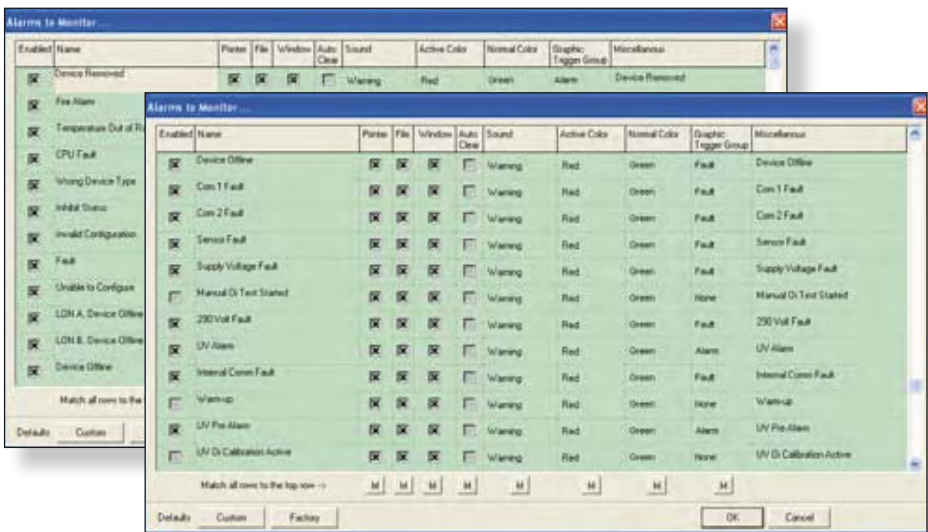 Alarms to Monitor...
Enabled Name Printer File Window Auto Clear Sound Active Color Normal Color Graphic Trigger Group Miscellaneous
Device Removed Warning Red Green Alarm Device Removed
Fire Alarm
Temperature Out of
CPU Fault
Wrong Device Type
Inhibit Status
Invalid Configuration
Fault
Unable to Configure
LON A, Device Offline
LON B, Device Offline
Device Offline
Match all rows to the
Defaults Custom
Alarms to Monitor...
Enabled Name Printer File Window Auto Clear Sound Active Color Normal Color Graphic Trigger Group Miscellaneous
Device Offline Warning Red Green Fault Device Offline
Com 1 Fault Warning Red Green Fault Com 1 Fault
Com 2 Fault Warning Red Green Fault Com 2 Fault
Sensor Fault Warning Red Green Fault Sensor Fault
Supply Voltage Fault Warning Red Green Fault Supply Voltage Fault
Manual Oi Test Started Warning Red Green None Manual Oi Test Started
290 Volt Fault Warning Red Green Fault 290 Volt Fault
UV Alarm Warning Red Green Alarm UV Alarm
Internal Comm Fault Warning Red Green Fault Internal Comm Fault
Warm-up Warning Red Green None Warm-up
UV Pre Alarm Warning Red Green Alarm UV Pre Alarm
UV Oi Calibration Active Warning Red Green None UV Oi Calibration Active
Match all rows to the top row -> M M M M M M M M
Defaults Custom Factory OK Cancel